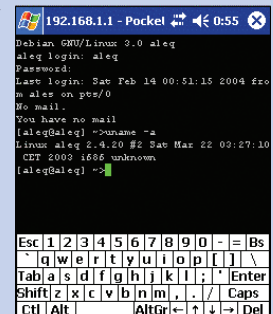 192.168.1.1 - Pockel 0:55
Debian GNU/Linux 3.0 aleq
aleq login: aleq
Password:
Last login: Sat Feb 14 00:51:15 2004 fro
m ales on pts/0
No mail.
You have no mail
[aleq@aleq] ~>uname -a
Linux aleq 2.4.20 #2 Sat Mar 22 03:27:10
CET 2003 i686 unknown
[aleq@aleq] ~>
Esc 1 2 3 4 5 6 7 8 9 0 - = Bs
` q w e r t y u i o p [ ] \
Tab a s d f g h j k l ; ' Enter
Shift z x c v b n m , . / Caps
Ctl Alt AltGr ← ↑ ↓ → Del